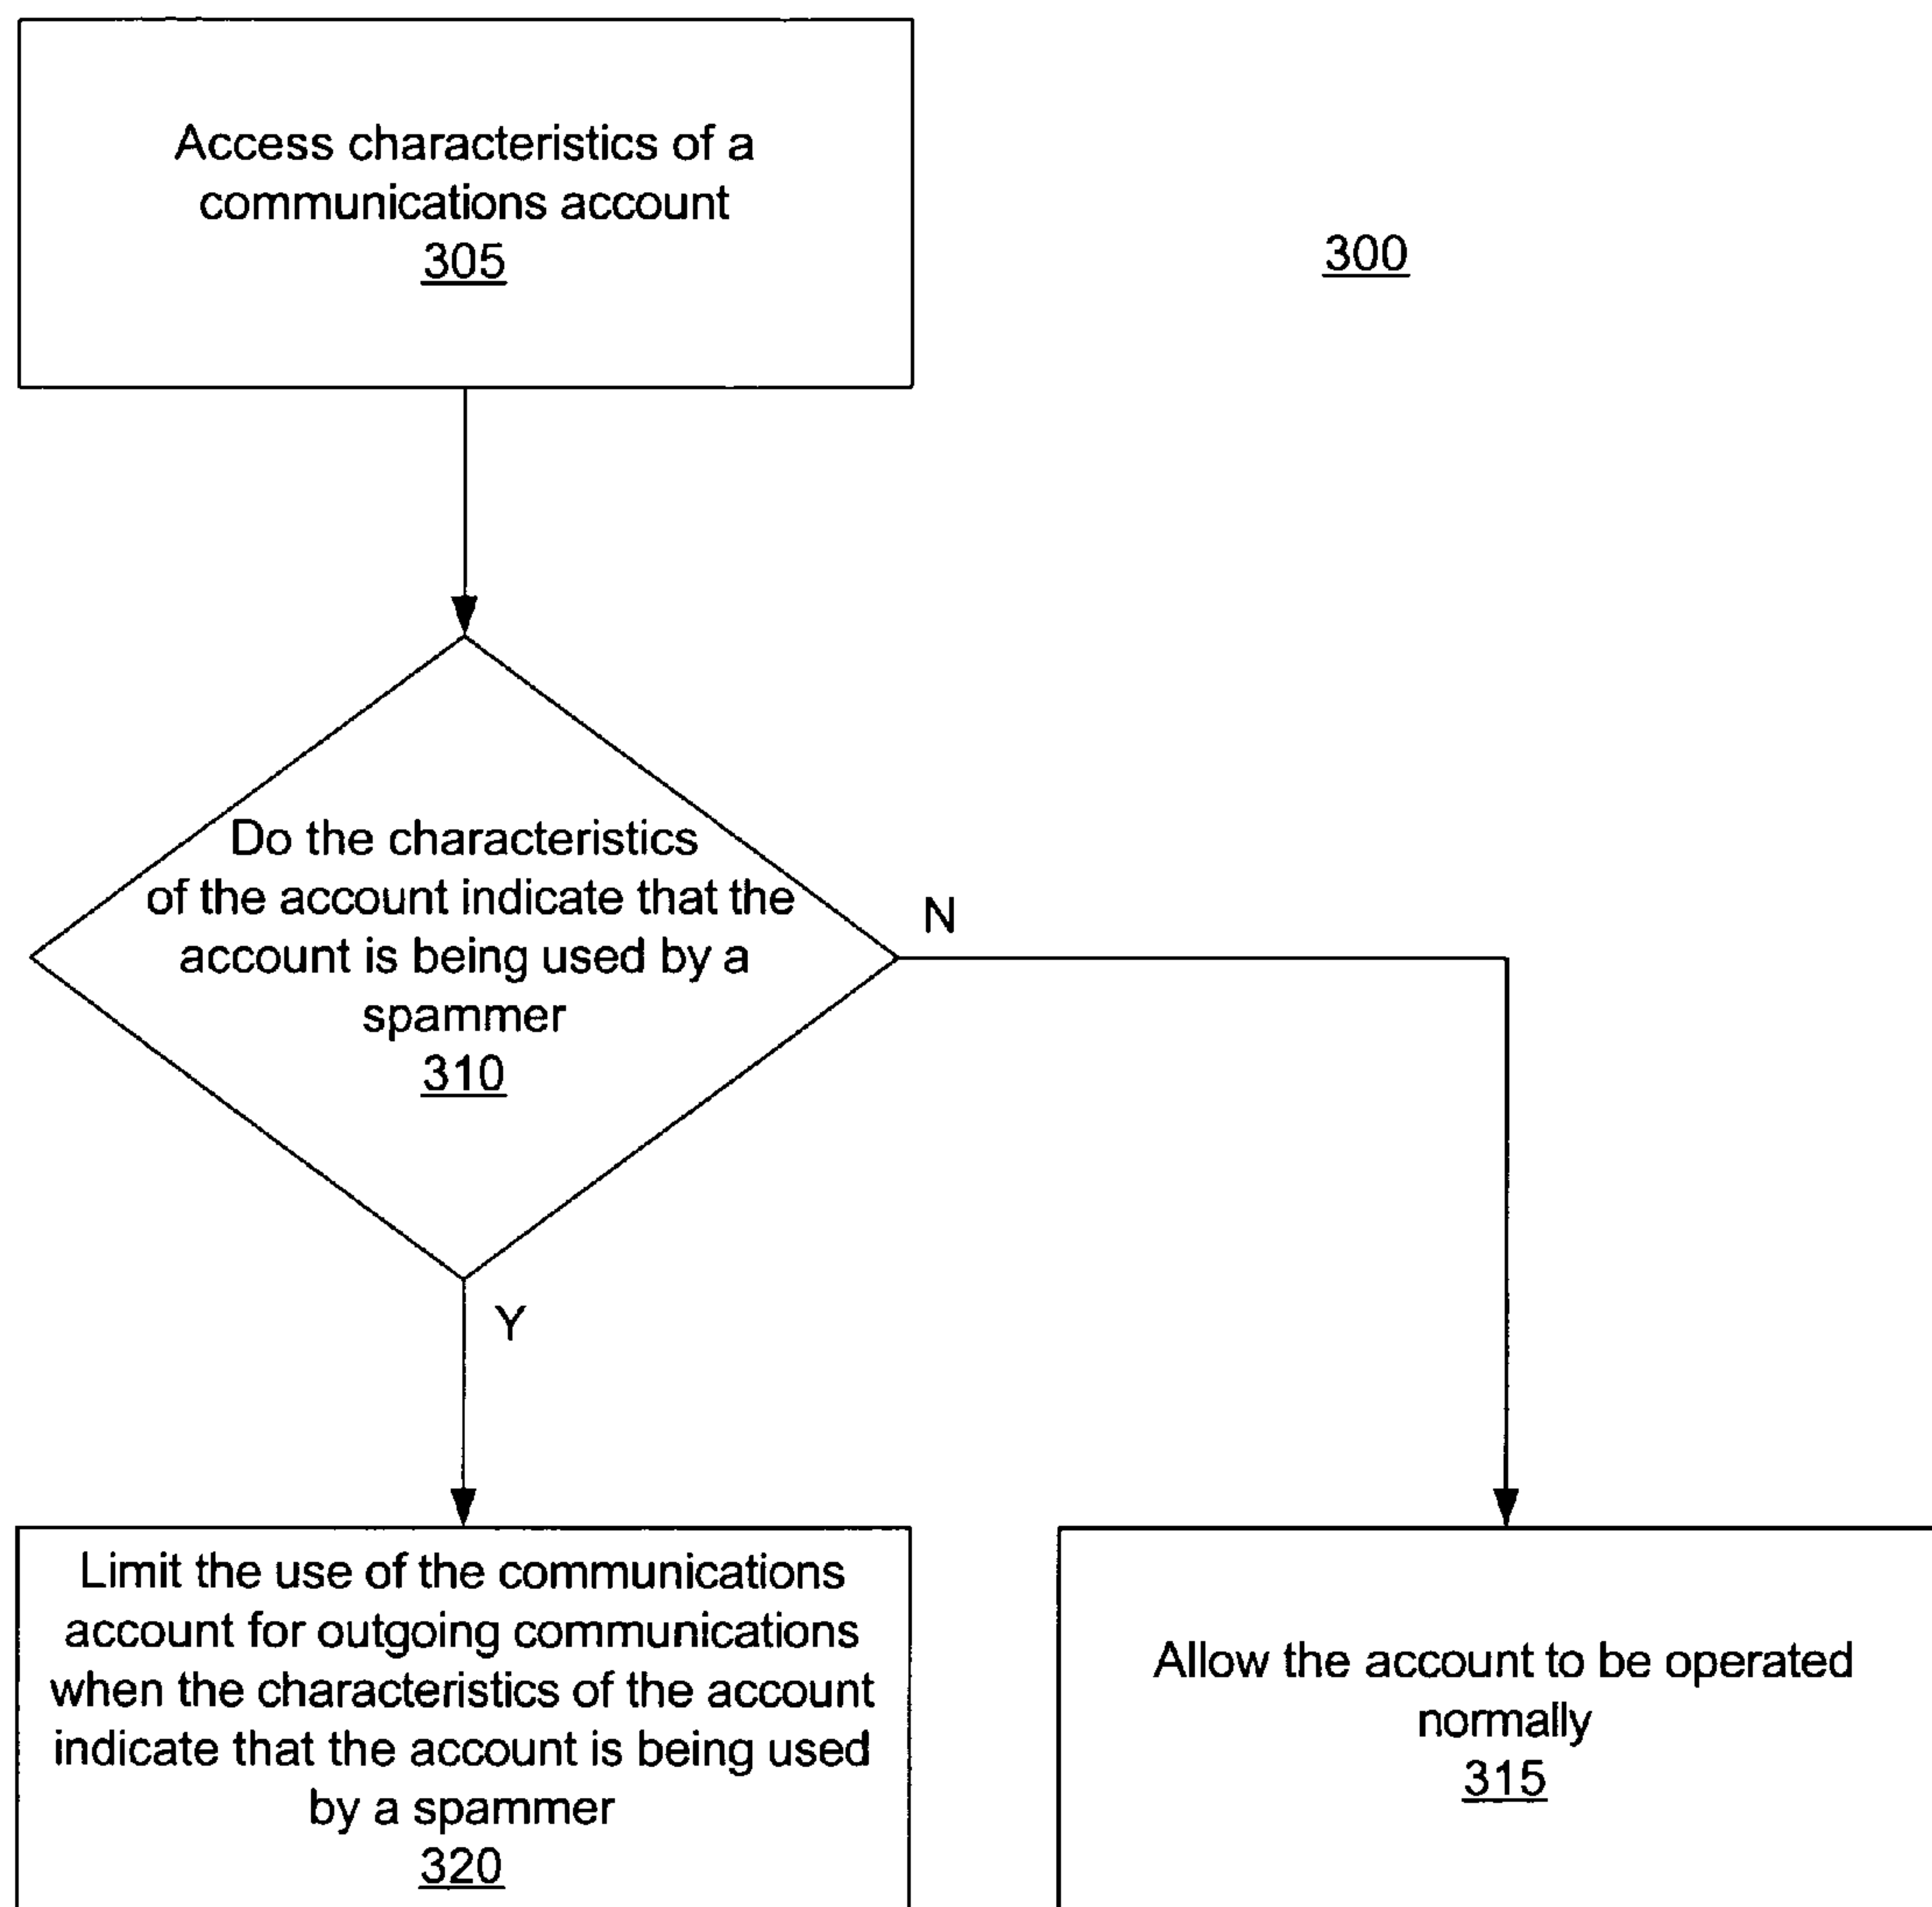 Access characteristics of a
communications account
305
300
Do the characteristics
of the account indicate that the
account is being used by a
spammer
310
N
Y
Limit the use of the communications
account for outgoing communications
when the characteristics of the account
indicate that the account is being used
by a spammer
320
Allow the account to be operated
normally
315